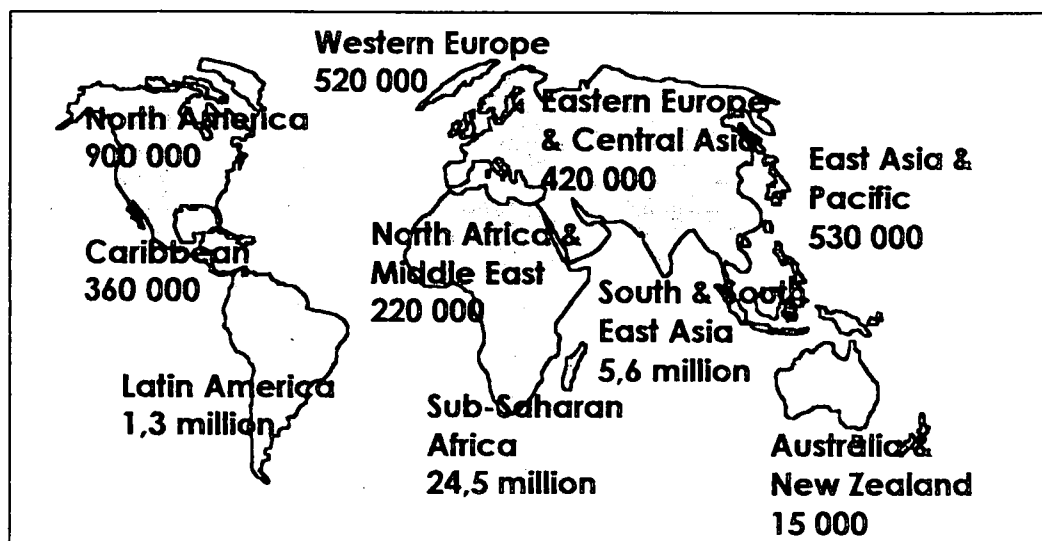 Western Europe
520 000
North America
900 000
Eastern Europe
& Central Asia
420 000
East Asia &
Pacific
530 000
Caribbean
360 000
North Africa &
Middle East
220 000
South & South
East Asia
5,6 million
Latin America
1,3 million
Sub-Saharan
Africa
24,5 million
Australia &
New Zealand
15 000